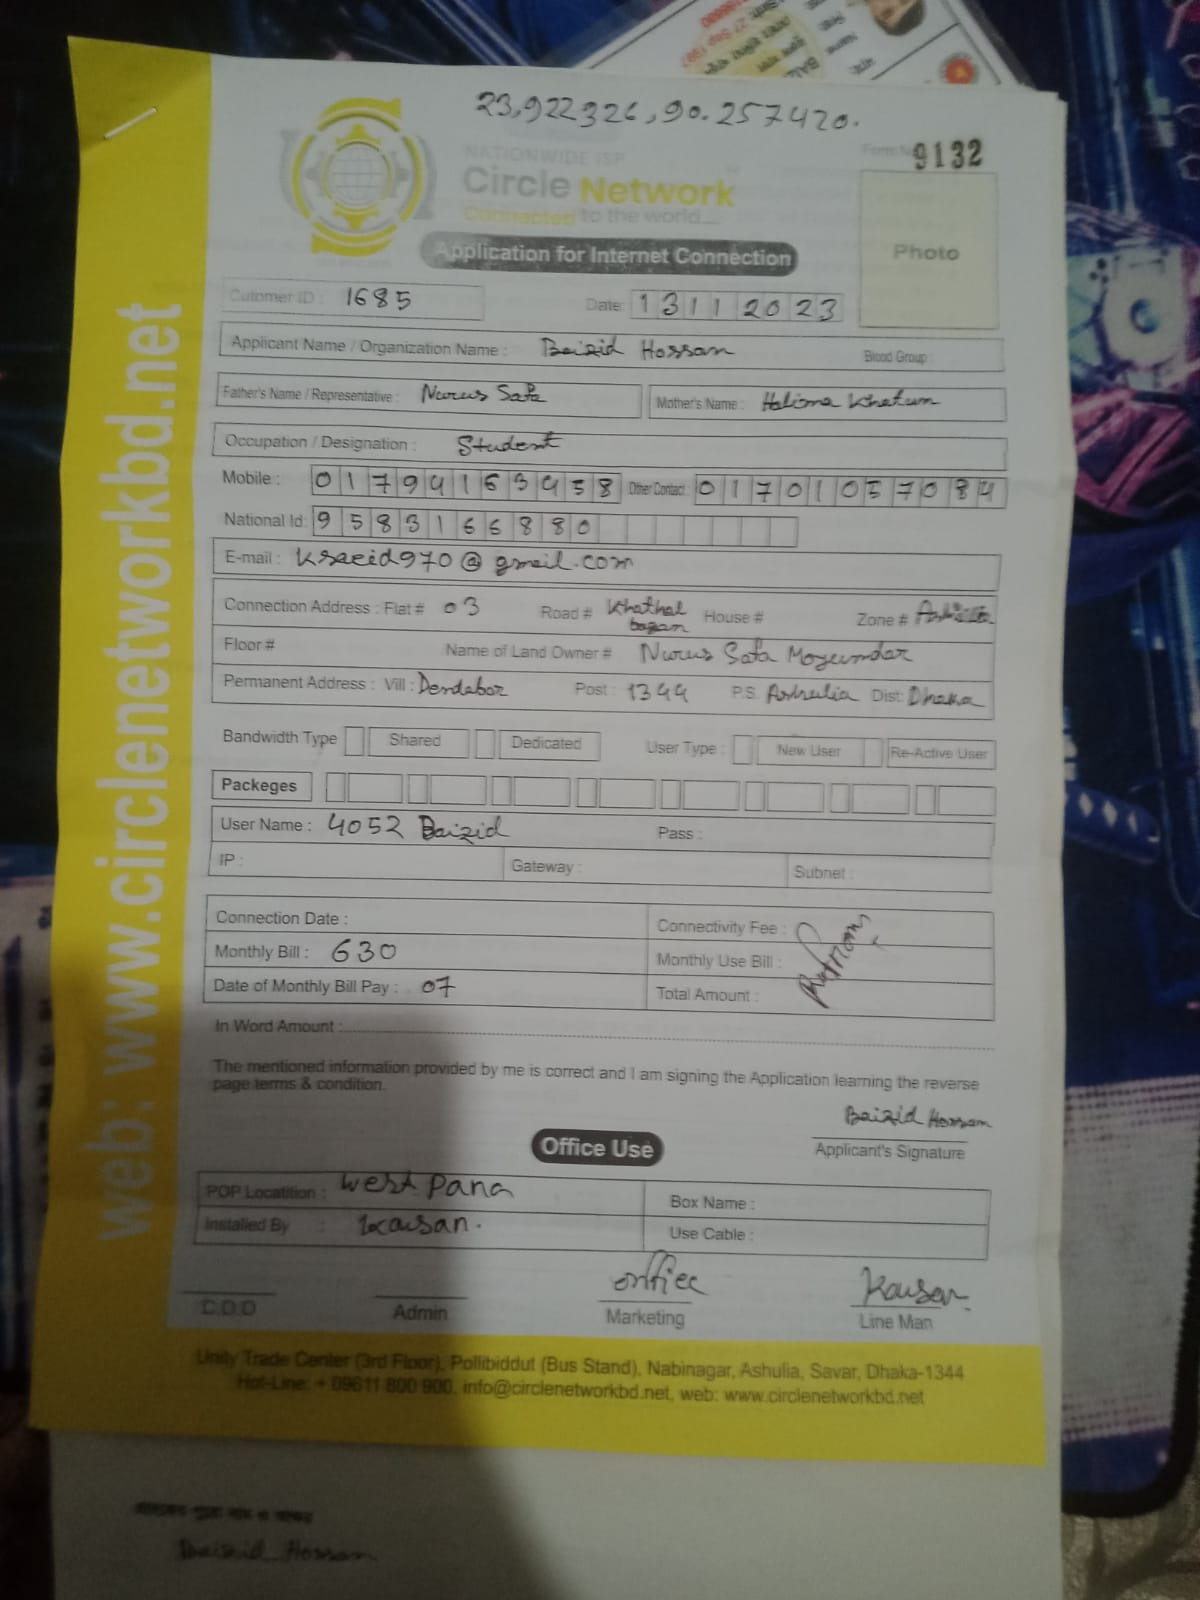 23,922326,90.257420.
Form No 9132
NATIONWIDE ISP
Circle Network
Connected to the world....
Application for Internet Connection
Photo
Cutomer ID : 1685
Date: 13 11 2023
Applicant Name / Organization Name : Baizid Hossan Blood Group :
Father's Name / Representative : Nurus Safa Mother's Name : Halima Khatum
Occupation / Designation : Student
Mobile : 01794163458 Other Contact: 01701057084
National Id: 9583166880
E-mail : ksaeid970@gmail.com
Connection Address : Flat # 03 Road # Khathal bagan House # Zone #
Floor # Name of Land Owner # Nurus Safa Mozumdar
Permanent Address : Vill : Dendabor Post : 1344 P.S. Ashulia Dist: Dhaka
Bandwidth Type Shared Dedicated User Type : New User Re-Active User
Packeges
User Name : 4052 Baizid Pass :
IP : Gateway : Subnet :
Connection Date : Connectivity Fee :
Monthly Bill : 630 Monthly Use Bill :
Date of Monthly Bill Pay : 07 Total Amount :
In Word Amount :
The mentioned information provided by me is correct and I am signing the Application learning the reverse
page terms & condition.
Baizid Hossan
Applicant's Signature
Office Use
POP Locatition : West Para Box Name :
Installed By : Kausan. Use Cable :
Kauser
C.D.D Admin Marketing Line Man
Unity Trade Center (3rd Floor), Pollibiddut (Bus Stand), Nabinagar, Ashulia, Savar, Dhaka-1344
Hot-Line: + 09611 800 900, info@circlenetworkbd.net, web: www.circlenetworkbd.net
web: www.circlenetworkbd.net
Baizid Hossan